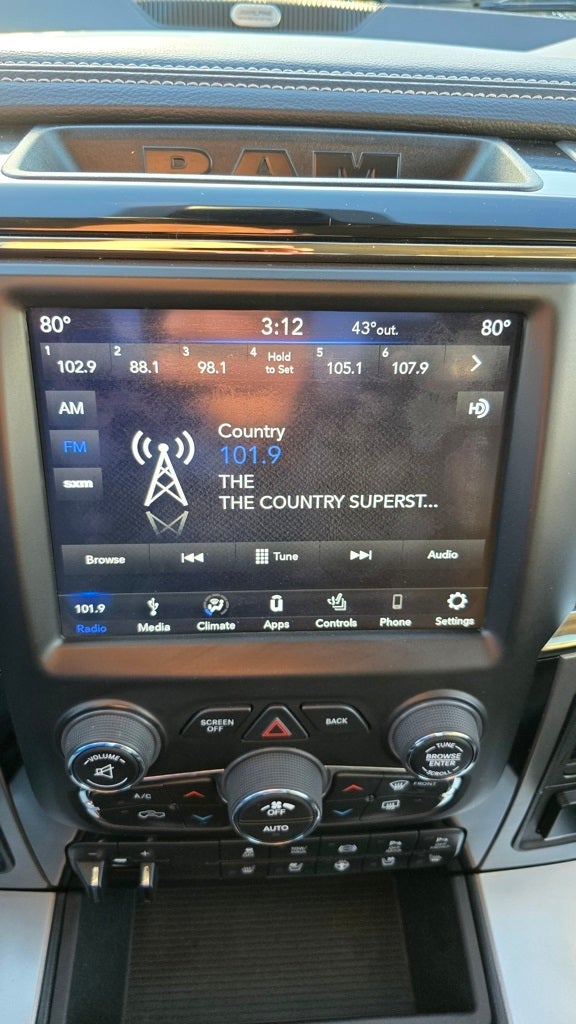 RAM
80° 3:12 43°out. 80°
1 102.9 2 88.1 3 98.1 4 Hold to Set 5 105.1 6 107.9
AM
HD
FM
sxm
Country
101.9
THE
THE COUNTRY SUPERST...
Browse Tune Audio
101.9
Radio Media Climate Apps Controls Phone Settings
VOLUME
SCREEN OFF
BACK
TUNE
BROWSE
ENTER
SCROLL
A/C
OFF
AUTO
FRONT